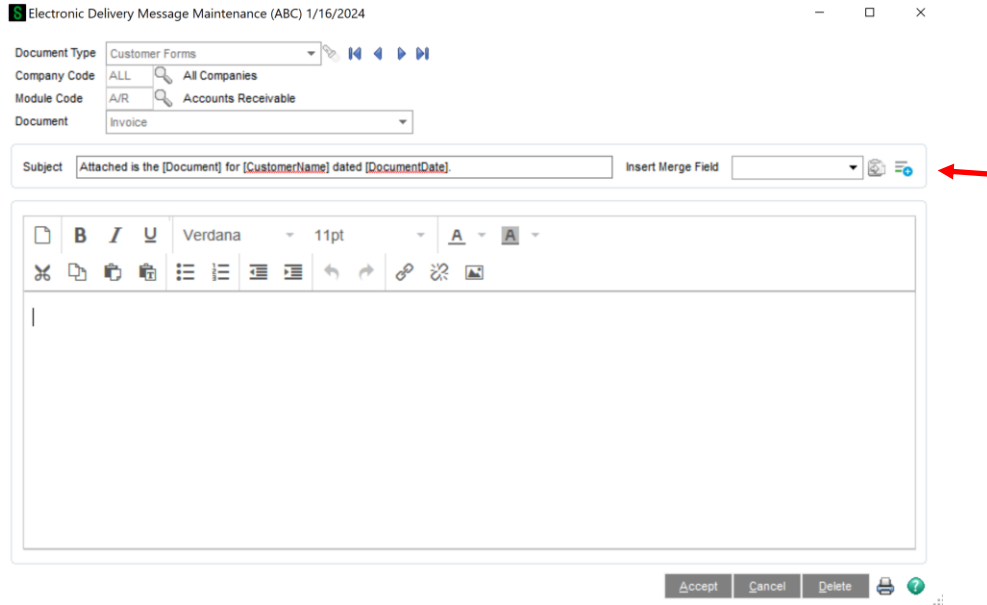 S Electronic Delivery Message Maintenance (ABC) 1/16/2024
Document Type Customer Forms
Company Code ALL All Companies
Module Code A/R Accounts Receivable
Document Invoice
Subject Attached is the [Document] for [CustomerName] dated [DocumentDate]. Insert Merge Field
B I U Verdana 11pt A A
Accept Cancel Delete ?